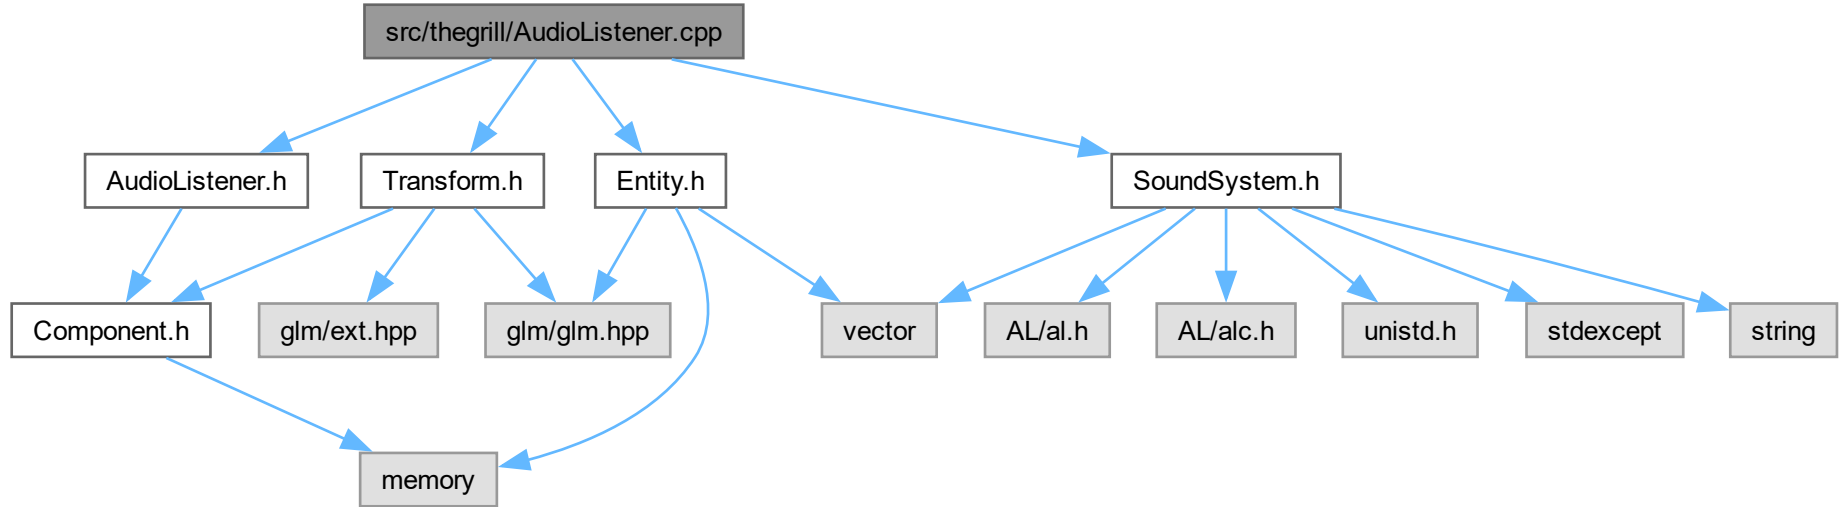 src/thegrill/AudioListener.cpp
AudioListener.h
Transform.h
Entity.h
SoundSystem.h
Component.h
glm/ext.hpp
glm/glm.hpp
vector
AL/al.h
AL/alc.h
unistd.h
stdexcept
string
memory